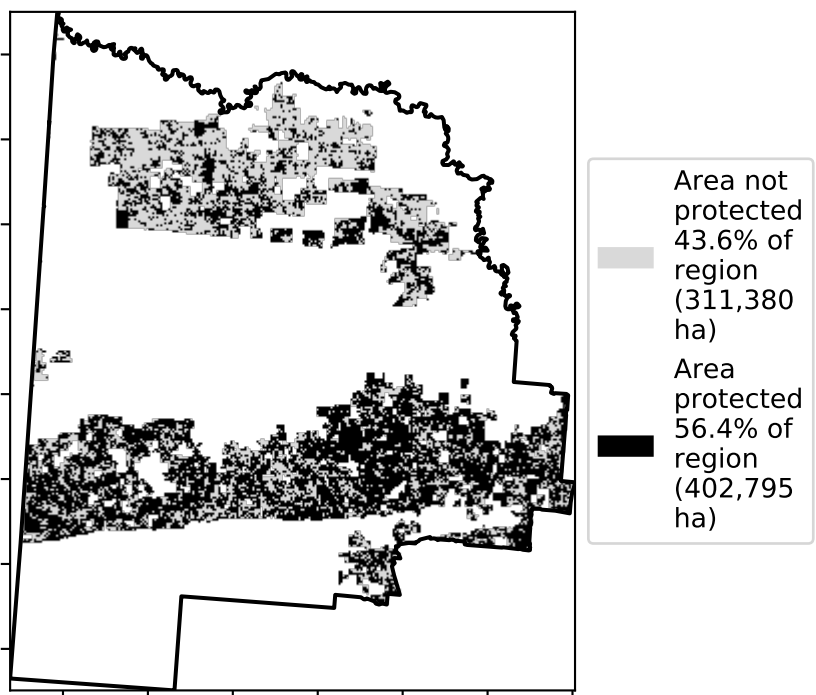 Area not
protected
43.6% of
region
(311,380
ha)
Area
protected
56.4% of
region
(402,795
ha)